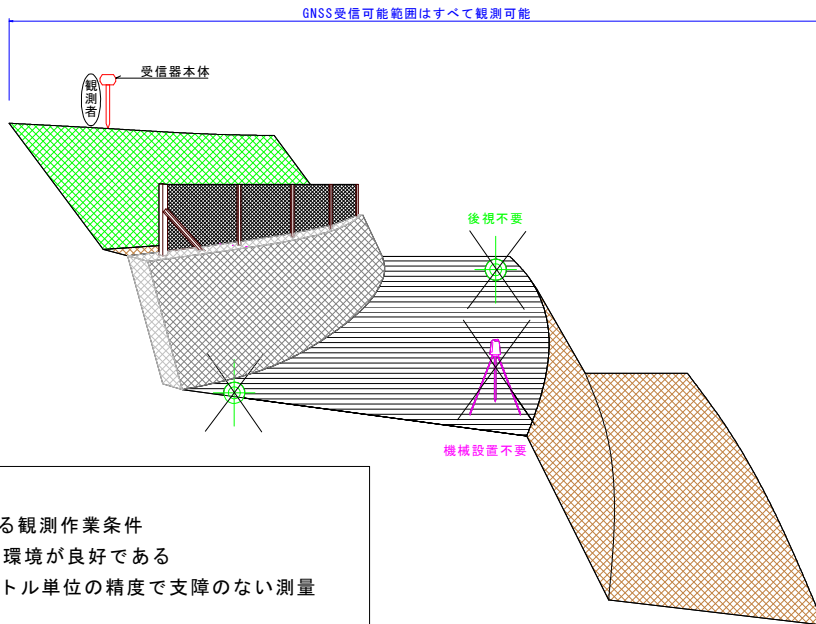 GNSS受信可能範囲はすべて観測可能
受信器本体
観測者
後視不要
機械設置不要
る観測作業条件
環境が良好である
トル単位の精度で支障のない測量